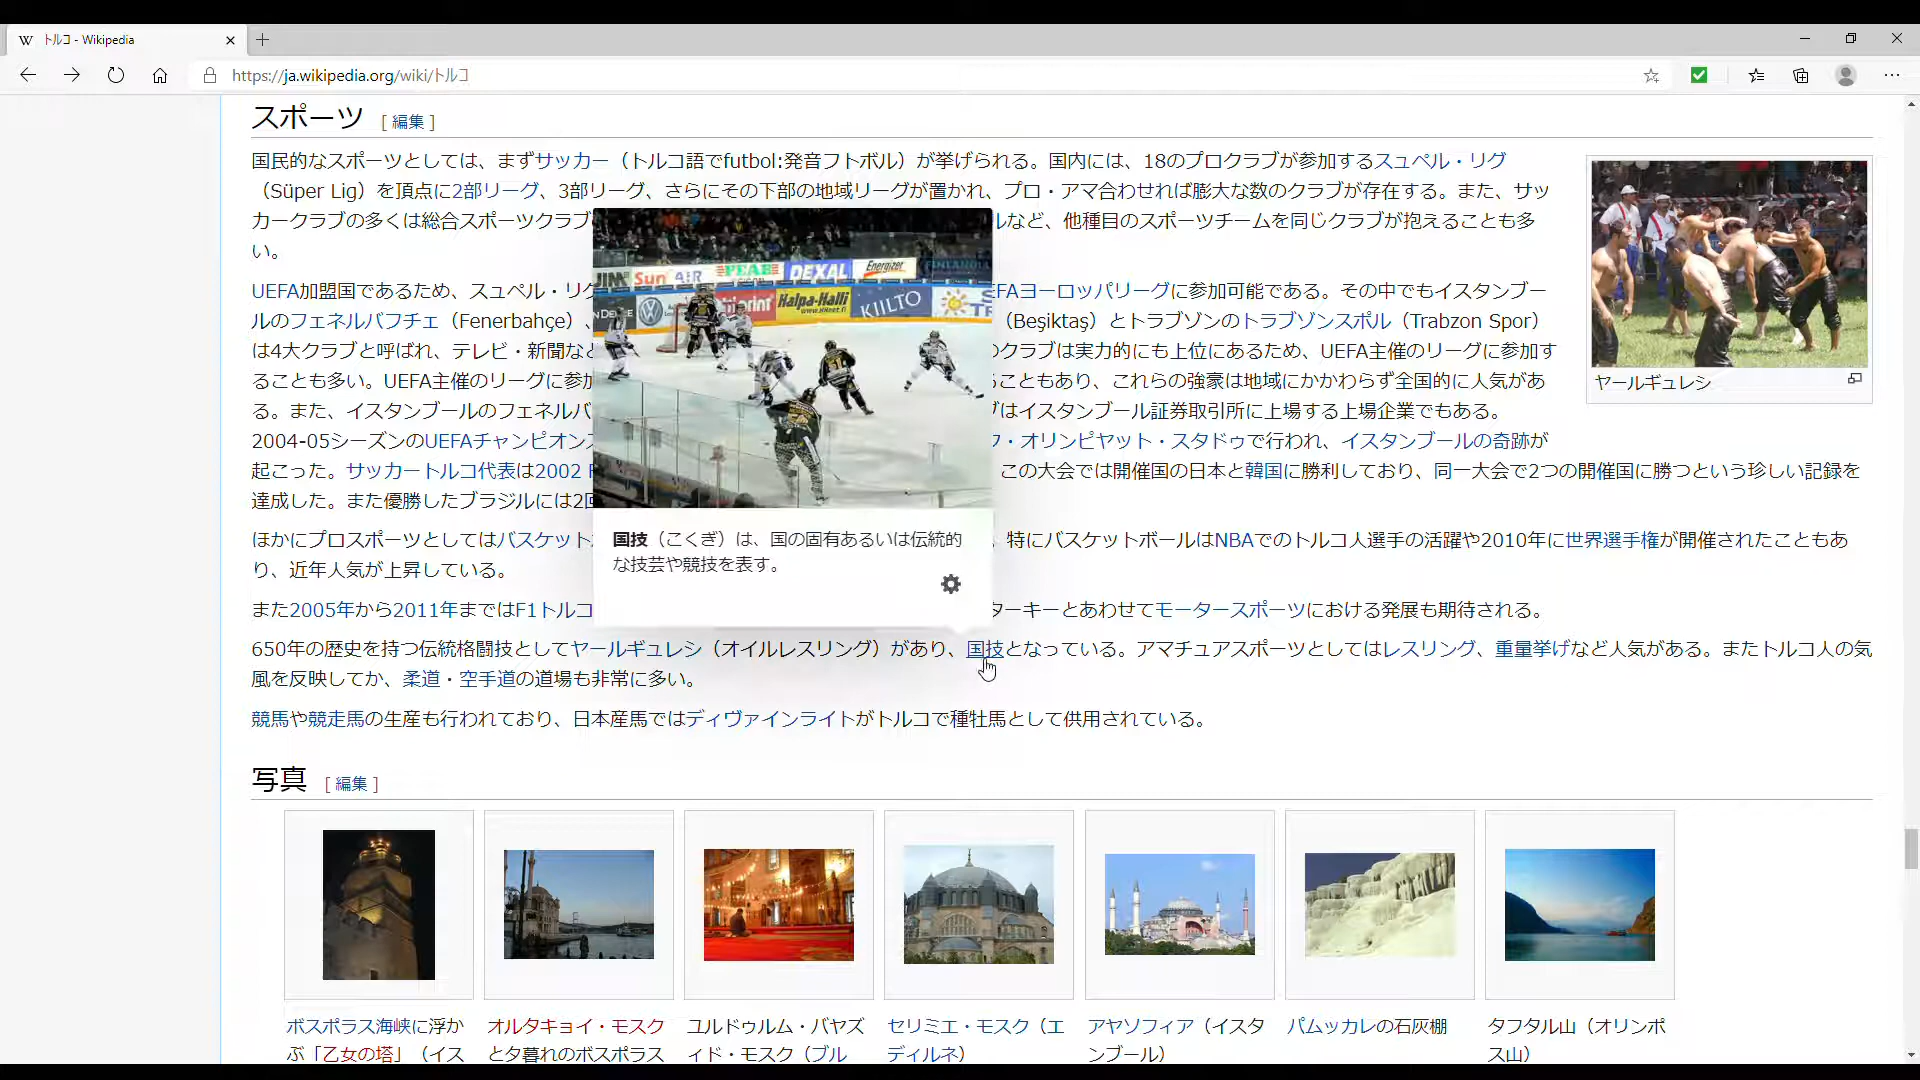 トルコ - Wikipedia
https://ja.wikipedia.org/wiki/トルコ
スポーツ [ 編集 ]
国民的なスポーツとしては、まずサッカー（トルコ語でfutbol:発音フトボル）が挙げられる。国内には、18のプロクラブが参加するスュペル・リグ
（Süper Lig）を頂点に2部リーグ、3部リーグ、さらにその下部の地域リーグが置かれ、プロ・アマ合わせれば膨大な数のクラブが存在する。また、サッ
カークラブの多くは総合スポーツクラブ
ルなど、他種目のスポーツチームを同じクラブが抱えることも多
い。
UEFA加盟国であるため、スュペル・リグ
FAヨーロッパリーグに参加可能である。その中でもイスタンブー
ルのフェネルバフチェ（Fenerbahçe）、
（Beşiktaş）とトラブゾンのトラブゾンスポル（Trabzon Spor）
は4大クラブと呼ばれ、テレビ・新聞など
のクラブは実力的にも上位にあるため、UEFA主催のリーグに参加す
ることも多い。UEFA主催のリーグに参加
ることもあり、これらの強豪は地域にかかわらず全国的に人気があ
る。また、イスタンブールのフェネルバ
ブはイスタンブール証券取引所に上場する上場企業でもある。
2004-05シーズンのUEFAチャンピオンズ
ク・オリンピヤット・スタドゥで行われ、イスタンブールの奇跡が
起こった。サッカートルコ代表は2002 F
この大会では開催国の日本と韓国に勝利しており、同一大会で2つの開催国に勝つという珍しい記録を
達成した。また優勝したブラジルには2回
ほかにプロスポーツとしてはバスケット
、特にバスケットボールはNBAでのトルコ人選手の活躍や2010年に世界選手権が開催されたこともあ
り、近年人気が上昇している。
また2005年から2011年まではF1トルコ
ターキーとあわせてモータースポーツにおける発展も期待される。
650年の歴史を持つ伝統格闘技としてヤールギュレシ（オイルレスリング）があり、国技となっている。アマチュアスポーツとしてはレスリング、重量挙げなど人気がある。またトルコ人の気
風を反映してか、柔道・空手道の道場も非常に多い。
競馬や競走馬の生産も行われており、日本産馬ではディヴァインライトがトルコで種牡馬として供用されている。
ヤールギュレシ
SunAIR
PEAB
DEXAL
Energizer
FINLANDIA
Halpa-Halli
KIILTO
国技（こくぎ）は、国の固有あるいは伝統的
な技芸や競技を表す。
写真 [ 編集 ]
ボスポラス海峡に浮か
ぶ「乙女の塔」（イス
オルタキョイ・モスク
と夕暮れのボスポラス
ユルドゥルム・バヤズ
ィド・モスク（ブル
セリミエ・モスク（エ
ディルネ）
アヤソフィア（イスタ
ンブール）
パムッカレの石灰棚
タフタル山（オリンポ
ス山）